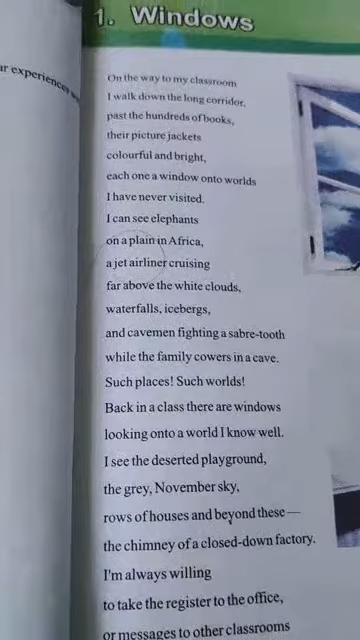 ur experiences
1. Windows
On the way to my classroom
I walk down the long corridor,
past the hundreds of books,
their picture jackets
colourful and bright,
each one a window onto worlds
I have never visited.
I can see elephants
on a plain in Africa,
a jet airliner cruising
far above the white clouds,
waterfalls, icebergs,
and cavemen fighting a sabre-tooth
while the family cowers in a cave.
Such places! Such worlds!
Back in a class there are windows
looking onto a world I know well.
I see the deserted playground,
the grey, November sky,
rows of houses and beyond these—
the chimney of a closed-down factory.
I'm always willing
to take the register to the office,
or messages to other classrooms